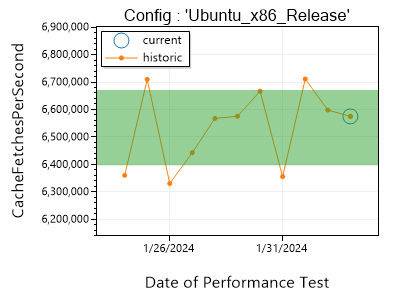 Config : 'Ubuntu_x86_Release'
CacheFetchesPerSecond
6,900,000
6,800,000
6,700,000
6,600,000
6,500,000
6,400,000
6,300,000
6,200,000
current
historic
1/26/2024
1/31/2024
Date of Performance Test